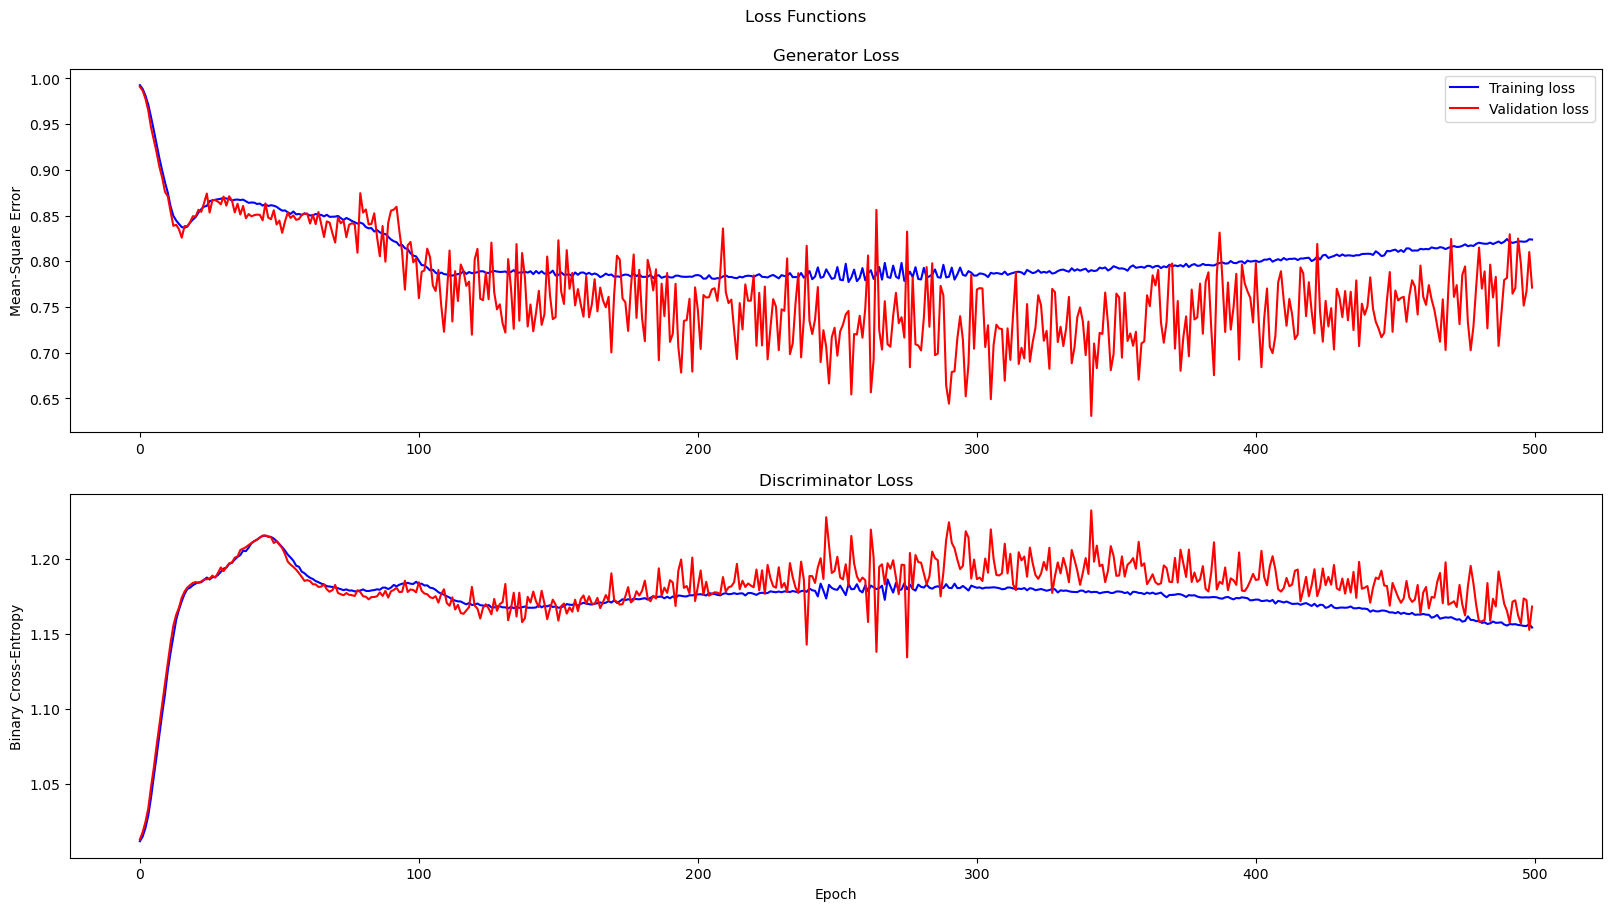 Loss Functions
Generator Loss
Mean-Square Error
1.00
0.95
0.90
0.85
0.80
0.75
0.70
0.65
Training loss
Validation loss
0 100 200 300 400 500
Discriminator Loss
Binary Cross-Entropy
1.20
1.15
1.10
1.05
0 100 200 300 400 500
Epoch